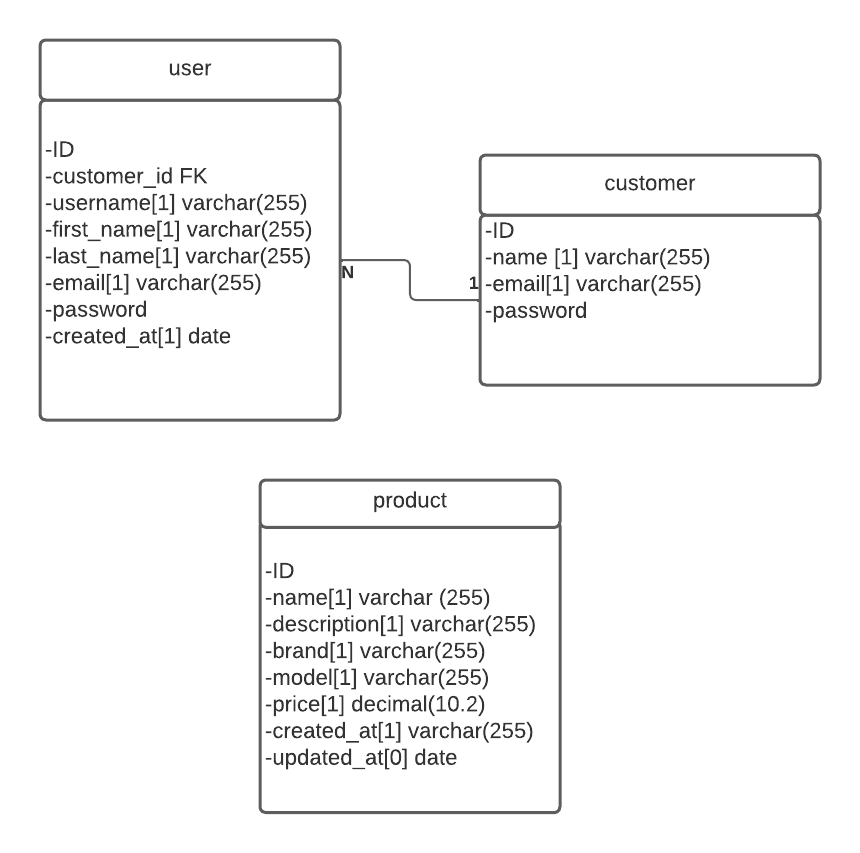 user
-ID
-customer_id FK
-username[1] varchar(255)
-first_name[1] varchar(255)
-last_name[1] varchar(255)
-email[1] varchar(255)
-password
-created_at[1] date
N
1
customer
-ID
-name [1] varchar(255)
-email[1] varchar(255)
-password
product
-ID
-name[1] varchar (255)
-description[1] varchar(255)
-brand[1] varchar(255)
-model[1] varchar(255)
-price[1] decimal(10.2)
-created_at[1] varchar(255)
-updated_at[0] date